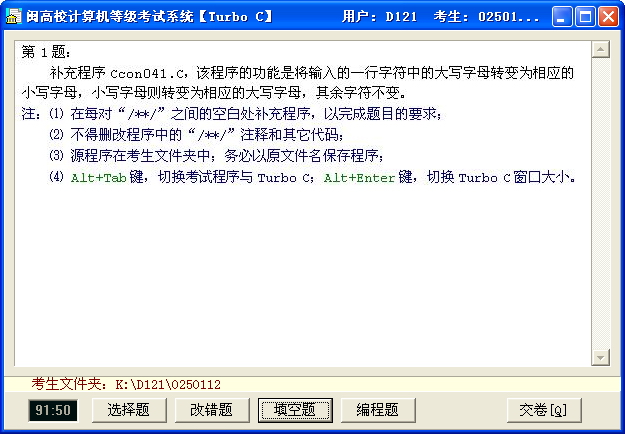 闽高校计算机等级考试系统【Turbo C】 用户: D121 考生: 02501...
第 1 题:
补充程序 Ccon041.C，该程序的功能是将输入的一行字符中的大写字母转变为相应的
小写字母，小写字母则转变为相应的大写字母，其余字符不变。
注: ⑴ 在每对“/**/”之间的空白处补充程序，以完成题目的要求;
⑵ 不得删改程序中的“/**/”注释和其它代码;
⑶ 源程序在考生文件夹中; 务必以原文件名保存程序;
⑷ Alt+Tab 键，切换考试程序与 Turbo C; Alt+Enter 键，切换 Turbo C 窗口大小。
考生文件夹: K:\D121\0250112
91:50 选择题 改错题 填空题 编程题 交卷[Q]